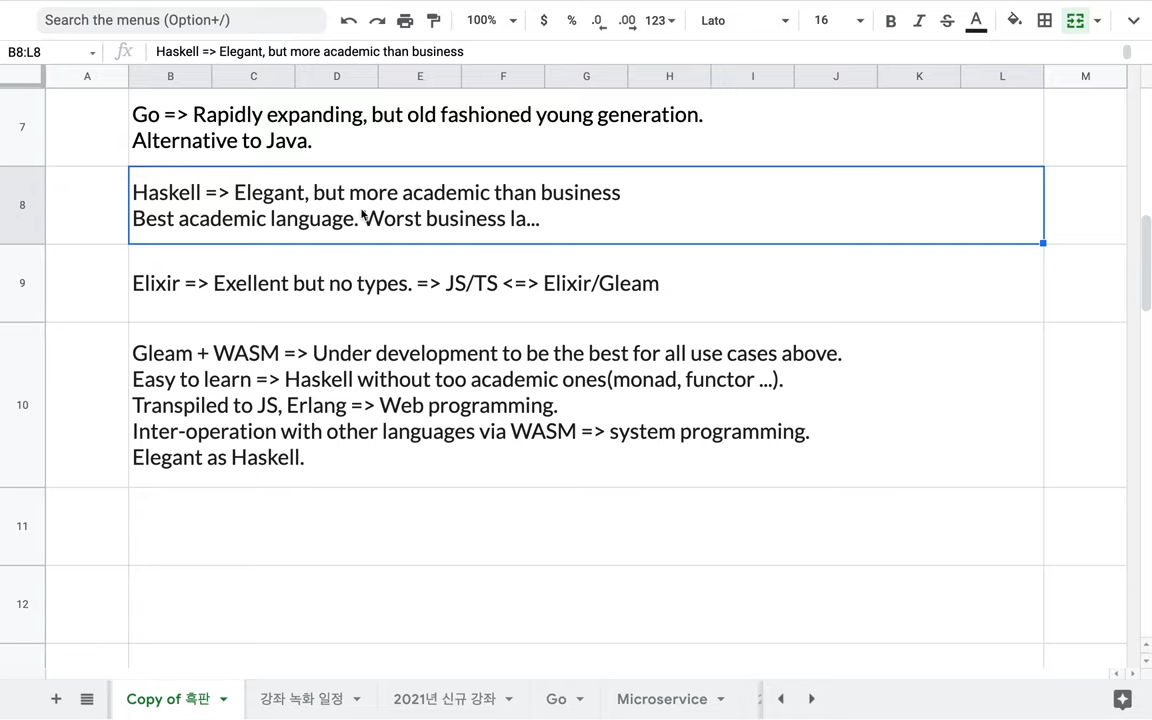 Search the menus (Option+/)
100%
$
%
.0
.00
123
Lato
16
B
I
S
A
B8:L8
fx
Haskell => Elegant, but more academic than business
A
B
C
D
E
F
G
H
I
J
K
L
M
7
Go => Rapidly expanding, but old fashioned young generation.
Alternative to Java.
8
Haskell => Elegant, but more academic than business
Best academic language. Worst business la...
9
Elixir => Exellent but no types. => JS/TS <=> Elixir/Gleam
10
Gleam + WASM => Under development to be the best for all use cases above.
Easy to learn => Haskell without too academic ones(monad, functor ...).
Transpiled to JS, Erlang => Web programming.
Inter-operation with other languages via WASM => system programming.
Elegant as Haskell.
11
12
Copy of 흑판
강좌 녹화 일정
2021년 신규 강좌
Go
Microservice